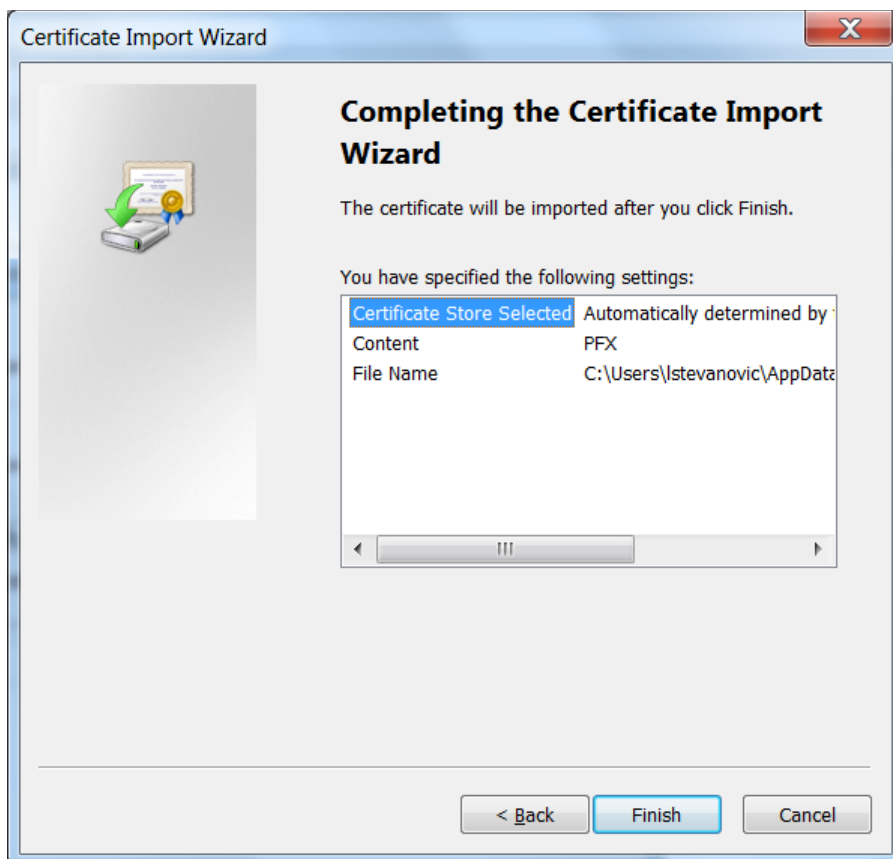 Certificate Import Wizard
Completing the Certificate Import
Wizard
The certificate will be imported after you click Finish.
You have specified the following settings:
Certificate Store Selected Automatically determined by
Content PFX
File Name C:\Users\lstevanovic\AppData
< Back Finish Cancel